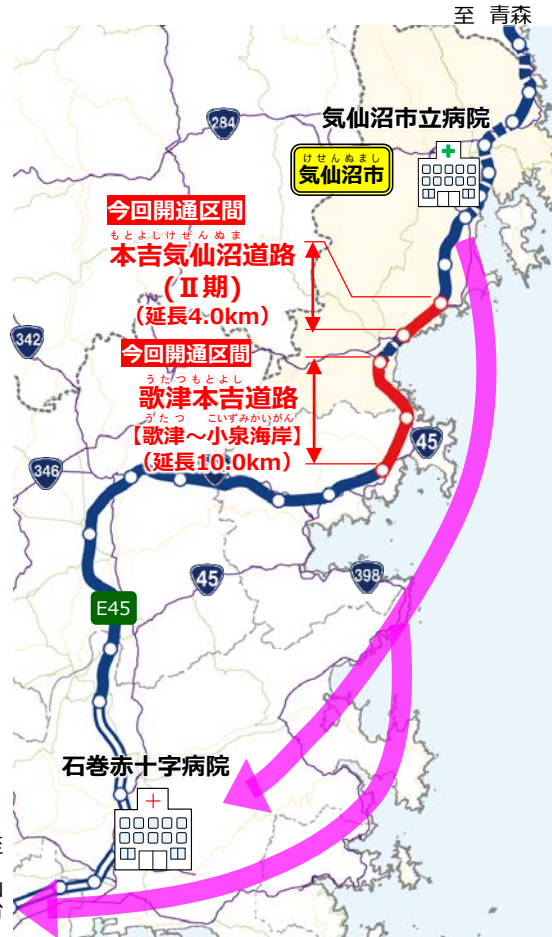 至 青森
284
気仙沼市立病院
けせんぬまし
気仙沼市
今回開通区間
もとよしけせんぬま
本吉気仙沼道路
(Ⅱ期)
(延長4.0km)
342
今回開通区間
うたつもとよし
歌津本吉道路
うたつ こいずみかいがん
【歌津～小泉海岸】
(延長10.0km)
45
346
45
398
E45
石巻赤十字病院